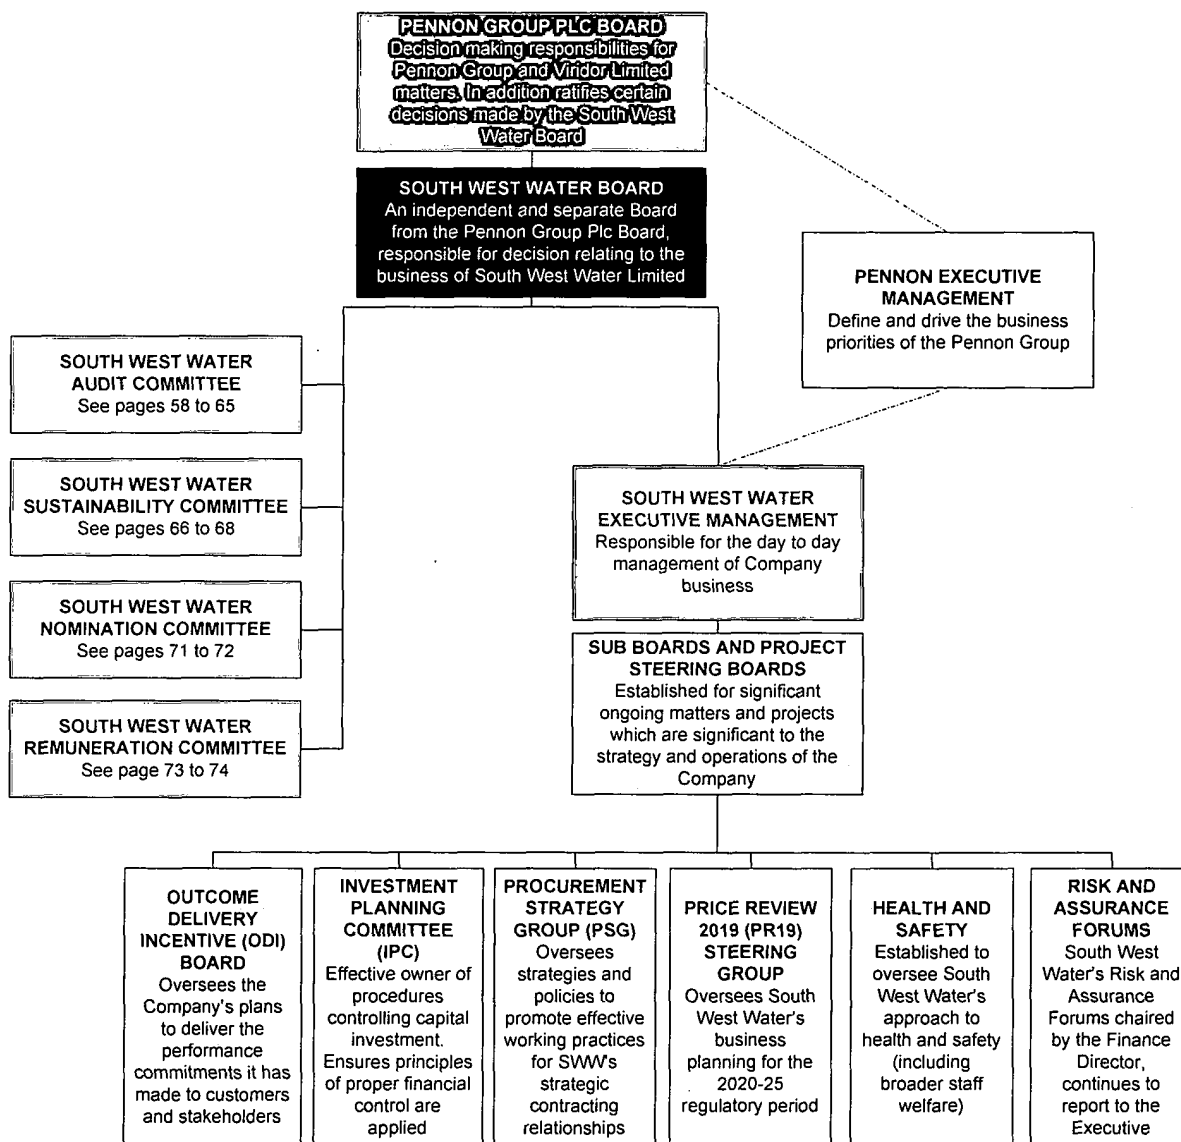 PENNON GROUP PLC BOARD
Decision making responsibilities for
Pennon Group and Viridor Limited
matters. In addition ratifies certain
decisions made by the South West
Water Board
SOUTH WEST WATER BOARD
An independent and separate Board
from the Pennon Group Plc Board,
responsible for decision relating to the
business of South West Water Limited
PENNON EXECUTIVE
MANAGEMENT
Define and drive the business
priorities of the Pennon Group
SOUTH WEST WATER
AUDIT COMMITTEE
See pages 58 to 65
SOUTH WEST WATER
SUSTAINABILITY COMMITTEE
See pages 66 to 68
SOUTH WEST WATER
NOMINATION COMMITTEE
See pages 71 to 72
SOUTH WEST WATER
REMUNERATION COMMITTEE
See page 73 to 74
SOUTH WEST WATER
EXECUTIVE MANAGEMENT
Responsible for the day to day
management of Company
business
SUB BOARDS AND PROJECT
STEERING BOARDS
Established for significant
ongoing matters and projects
which are significant to the
strategy and operations of the
Company
OUTCOME
DELIVERY
INCENTIVE (ODI)
BOARD
Oversees the
Company's plans
to deliver the
performance
commitments it has
made to customers
and stakeholders
INVESTMENT
PLANNING
COMMITTEE
(IPC)
Effective owner of
procedures
controlling capital
investment.
Ensures principles
of proper financial
control are
applied
PROCUREMENT
STRATEGY
GROUP (PSG)
Oversees
strategies and
policies to
promote effective
working practices
for SWW's
strategic
contracting
relationships
PRICE REVIEW
2019 (PR19)
STEERING
GROUP
Oversees South
West Water's
business
planning for the
2020-25
regulatory period
HEALTH AND
SAFETY
Established to
oversee South
West Water's
approach to
health and safety
(including
broader staff
welfare)
RISK AND
ASSURANCE
FORUMS
South West
Water's Risk and
Assurance
Forums chaired
by the Finance
Director,
continues to
report to the
Executive